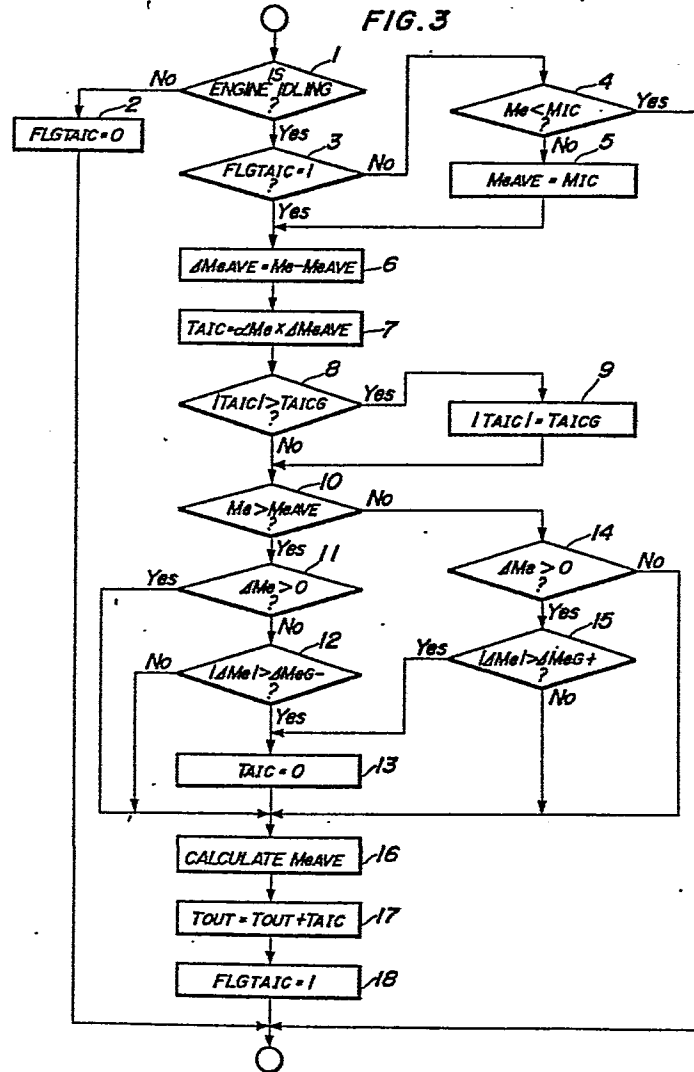 FIG. 3
1
IS
ENGINE IDLING
?
No
Yes
2
FLGTAIC=0
3
FLGTAIC=1
?
No
Yes
4
Me<MIC
?
Yes
No
5
MeAVE = MIC
ΔMeAVE = Me-MeAVE
6
TAIC=αMe×ΔMeAVE
7
8
|TAIC|>TAICG
?
Yes
No
9
|TAIC| = TAICG
10
Me>MeAVE
?
No
Yes
11
ΔMe>0
?
Yes
No
14
ΔMe>0
?
No
Yes
12
|ΔMe|>ΔMeG-
?
No
Yes
15
|ΔMe|>ΔMeG+
?
Yes
No
TAIC=0
13
CALCULATE MeAVE
16
TOUT=TOUT+TAIC
17
FLGTAIC=1
18